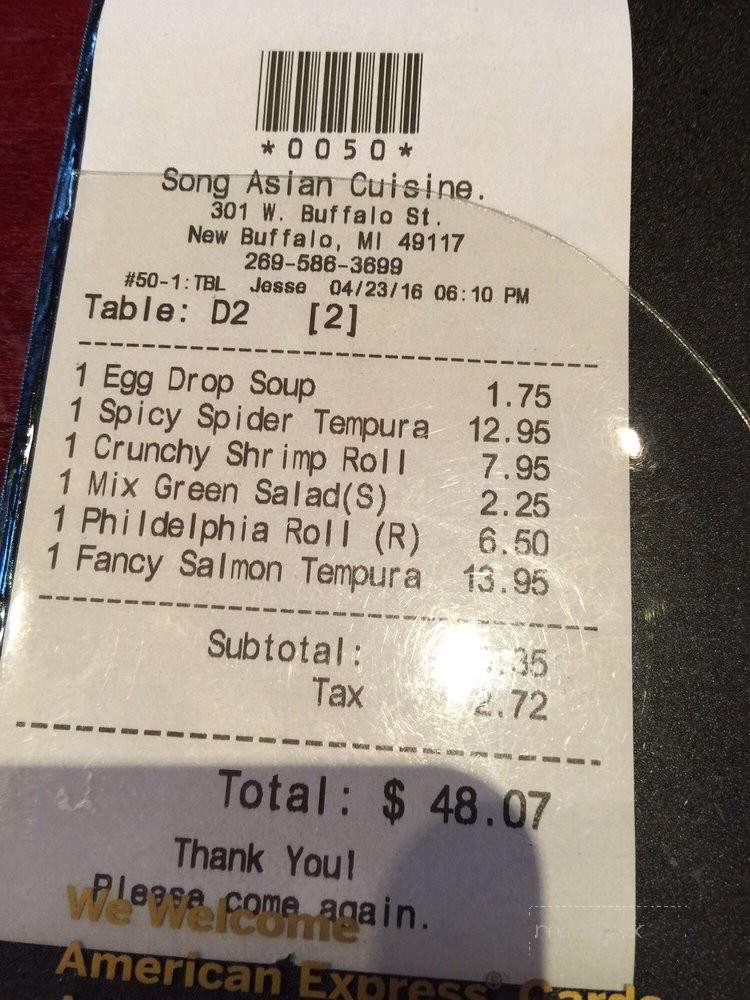 *0050*
Song Asian Cuisine.
301 W. Buffalo St.
New Buffalo, MI 49117
269-586-3699
#50-1:TBL Jesse 04/23/16 06:10 PM
Table: D2 [2]
1 Egg Drop Soup 1.75
1 Spicy Spider Tempura 12.95
1 Crunchy Shrimp Roll 7.95
1 Mix Green Salad(S) 2.25
1 Phildelphia Roll (R) 6.50
1 Fancy Salmon Tempura 13.95
Subtotal: .35
Tax 2.72
Total: $ 48.07
Thank You!
Please come again.
We Welcome
American Express® Cards